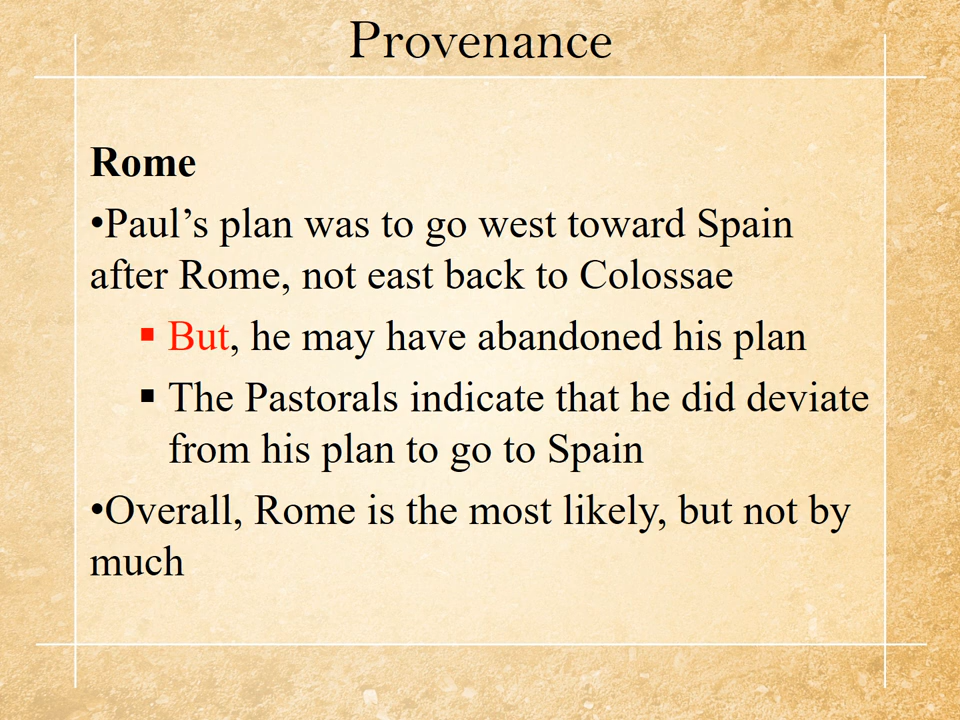 Provenance
Rome
•Paul’s plan was to go west toward Spain
after Rome, not east back to Colossae
▪ But, he may have abandoned his plan
▪ The Pastorals indicate that he did deviate
from his plan to go to Spain
•Overall, Rome is the most likely, but not by
much